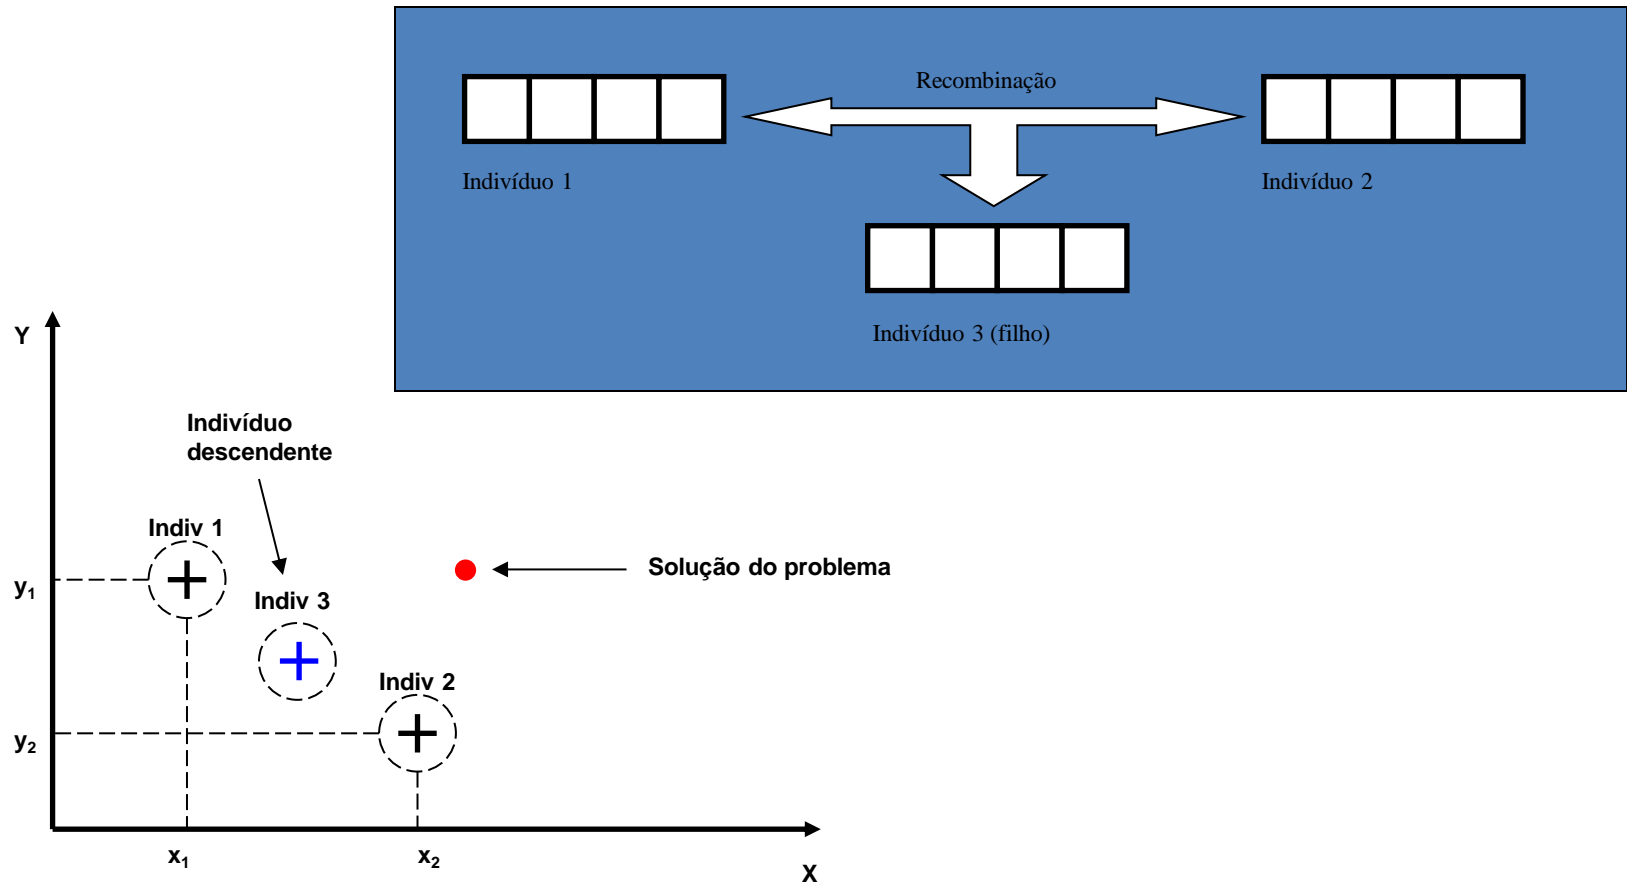 Recombinação
Indivíduo 1
Indivíduo 2
Indivíduo 3 (filho)
Y
Indivíduo
descendente
Indiv 1
Solução do problema
y1
Indiv 3
Indiv 2
y2
x1
x2
X